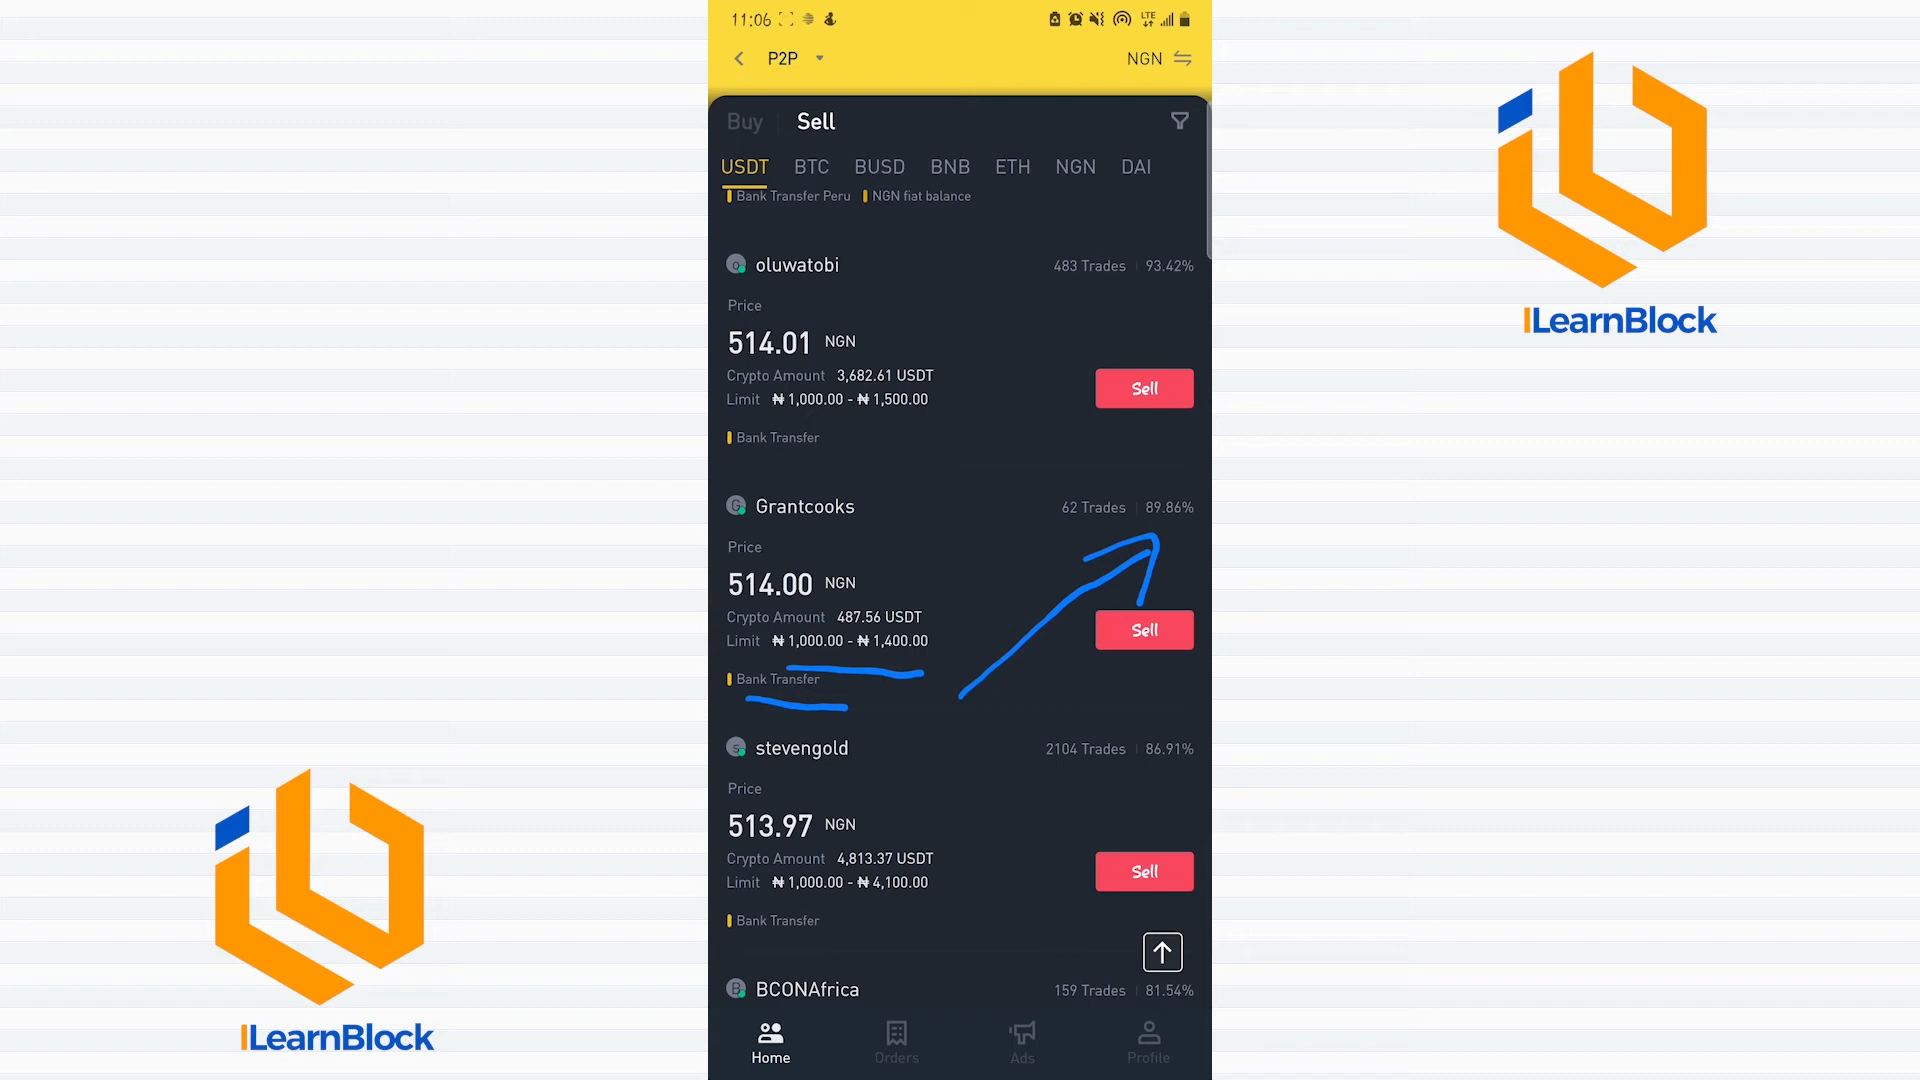 11:06
LTE
P2P NGN
Buy Sell
USDT BTC BUSD BNB ETH NGN DAI
Bank Transfer Peru NGN fiat balance
O oluwatobi 483 Trades 93.42%
Price
514.01 NGN
Crypto Amount 3,682.61 USDT
Limit ₦ 1,000.00 - ₦ 1,500.00
Sell
Bank Transfer
G Grantcooks 62 Trades 89.86%
Price
514.00 NGN
Crypto Amount 487.56 USDT
Limit ₦ 1,000.00 - ₦ 1,400.00
Sell
Bank Transfer
S stevengold 2104 Trades 86.91%
Price
513.97 NGN
Crypto Amount 4,813.37 USDT
Limit ₦ 1,000.00 - ₦ 4,100.00
Sell
Bank Transfer
B BCONAfrica 159 Trades 81.54%
Home Orders Ads Profile
ILearnBlock
ILearnBlock